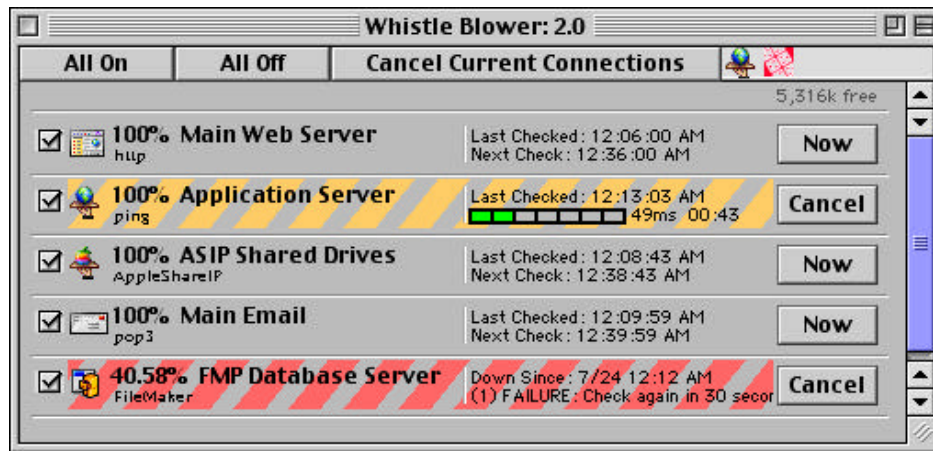 Whistle Blower: 2.0
All On All Off Cancel Current Connections
5,316k free
100% Main Web Server
http
Last Checked: 12:06:00 AM
Next Check: 12:36:00 AM
Now
100% Application Server
ping
Last Checked: 12:13:03 AM
49ms 00:43
Cancel
100% ASIP Shared Drives
AppleShareIP
Last Checked: 12:08:43 AM
Next Check: 12:38:43 AM
Now
100% Main Email
pop3
Last Checked: 12:09:59 AM
Next Check: 12:39:59 AM
Now
40.58% FMP Database Server
FileMaker
Down Since: 7/24 12:12 AM
(1) FAILURE: Check again in 30 secor
Cancel